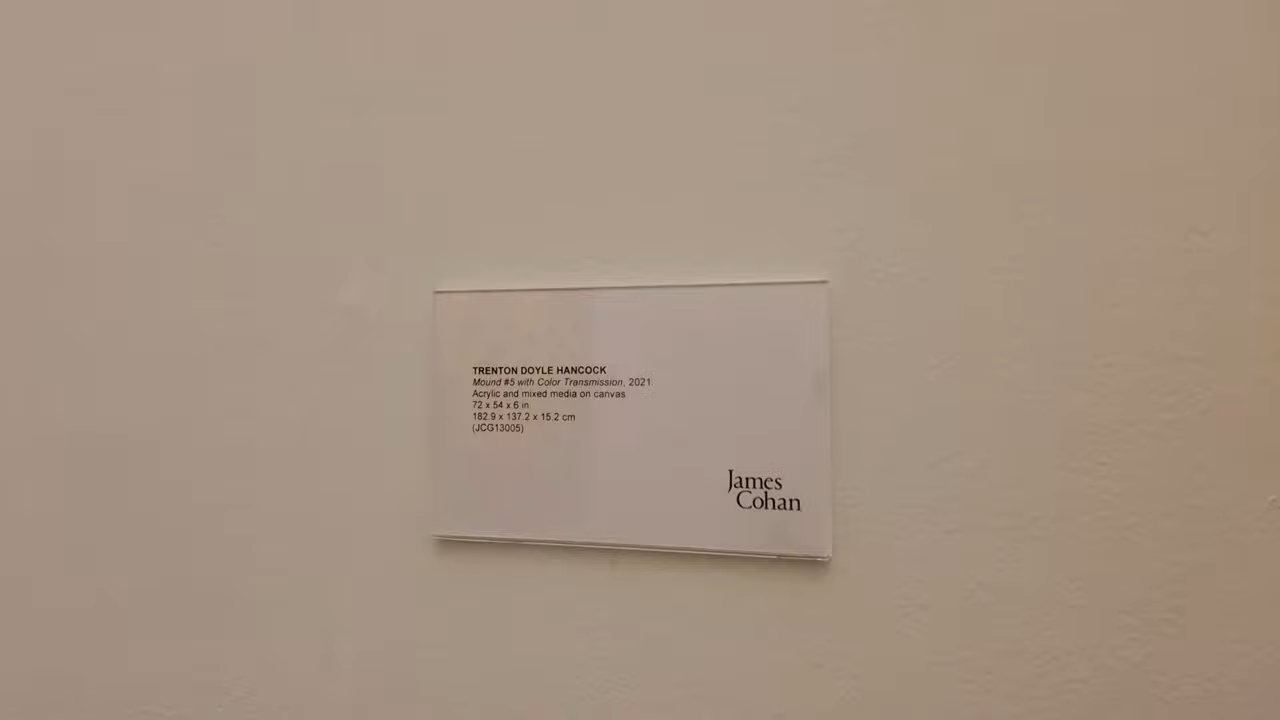 TRENTON DOYLE HANCOCK
Mound #5 with Color Transmission, 2021
Acrylic and mixed media on canvas
72 x 54 x 6 in
182.9 x 137.2 x 15.2 cm
(JCG13005)
James
Cohan